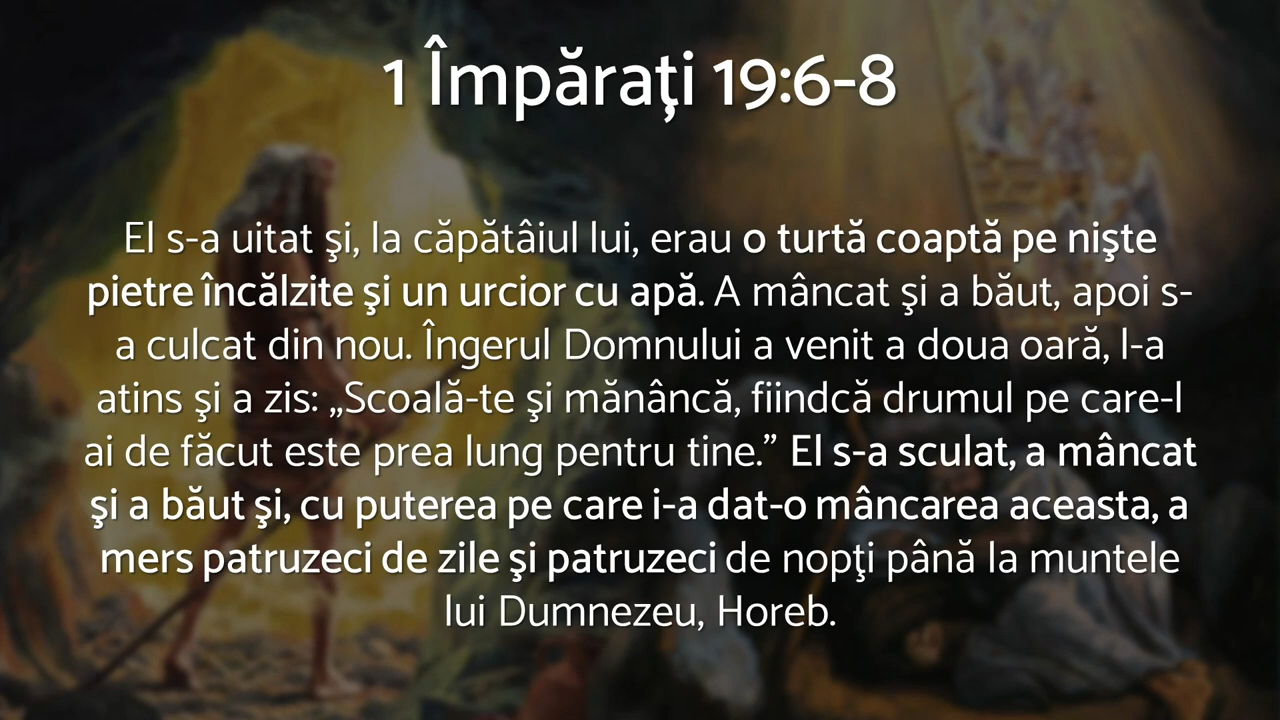 1 Împăraţi 19:6-8
El s-a uitat şi, la căpătâiul lui, erau o turtă coaptă pe nişte
pietre încălzite şi un urcior cu apă. A mâncat şi a băut, apoi s-
a culcat din nou. Îngerul Domnului a venit a doua oară, l-a
atins şi a zis: „Scoală-te şi mănâncă, fiindcă drumul pe care-l
ai de făcut este prea lung pentru tine.” El s-a sculat, a mâncat
şi a băut şi, cu puterea pe care i-a dat-o mâncarea aceasta, a
mers patruzeci de zile şi patruzeci de nopţi până la muntele
lui Dumnezeu, Horeb.